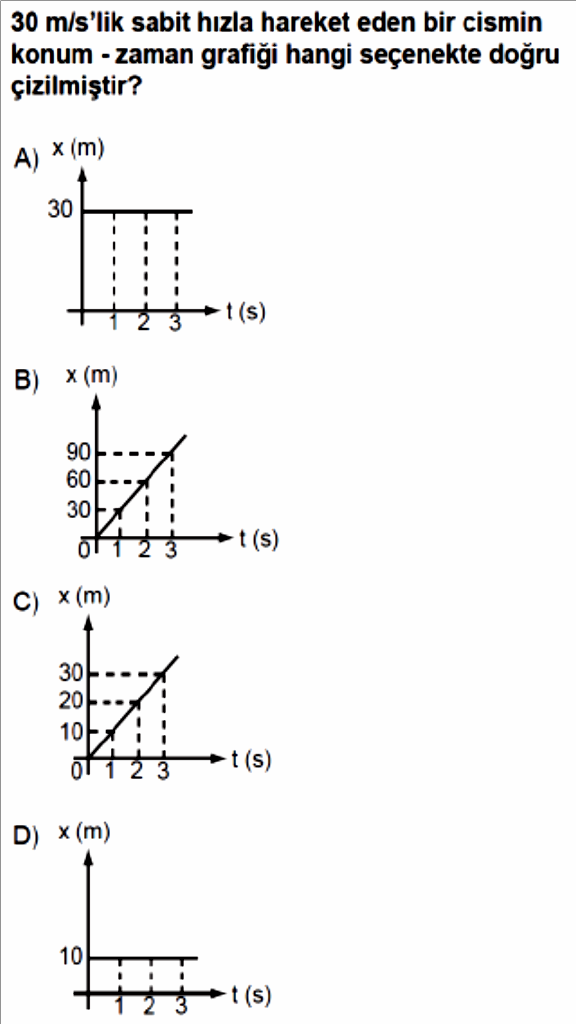 30 m/s'lik sabit hızla hareket eden bir cismin
konum - zaman grafiği hangi seçenekte doğru
çizilmiştir?
A) x (m)
30
1 2 3 t (s)
B) x (m)
90
60
30
0 1 2 3 t (s)
C) x (m)
30
20
10
0 1 2 3 t (s)
D) x (m)
10
1 2 3 t (s)